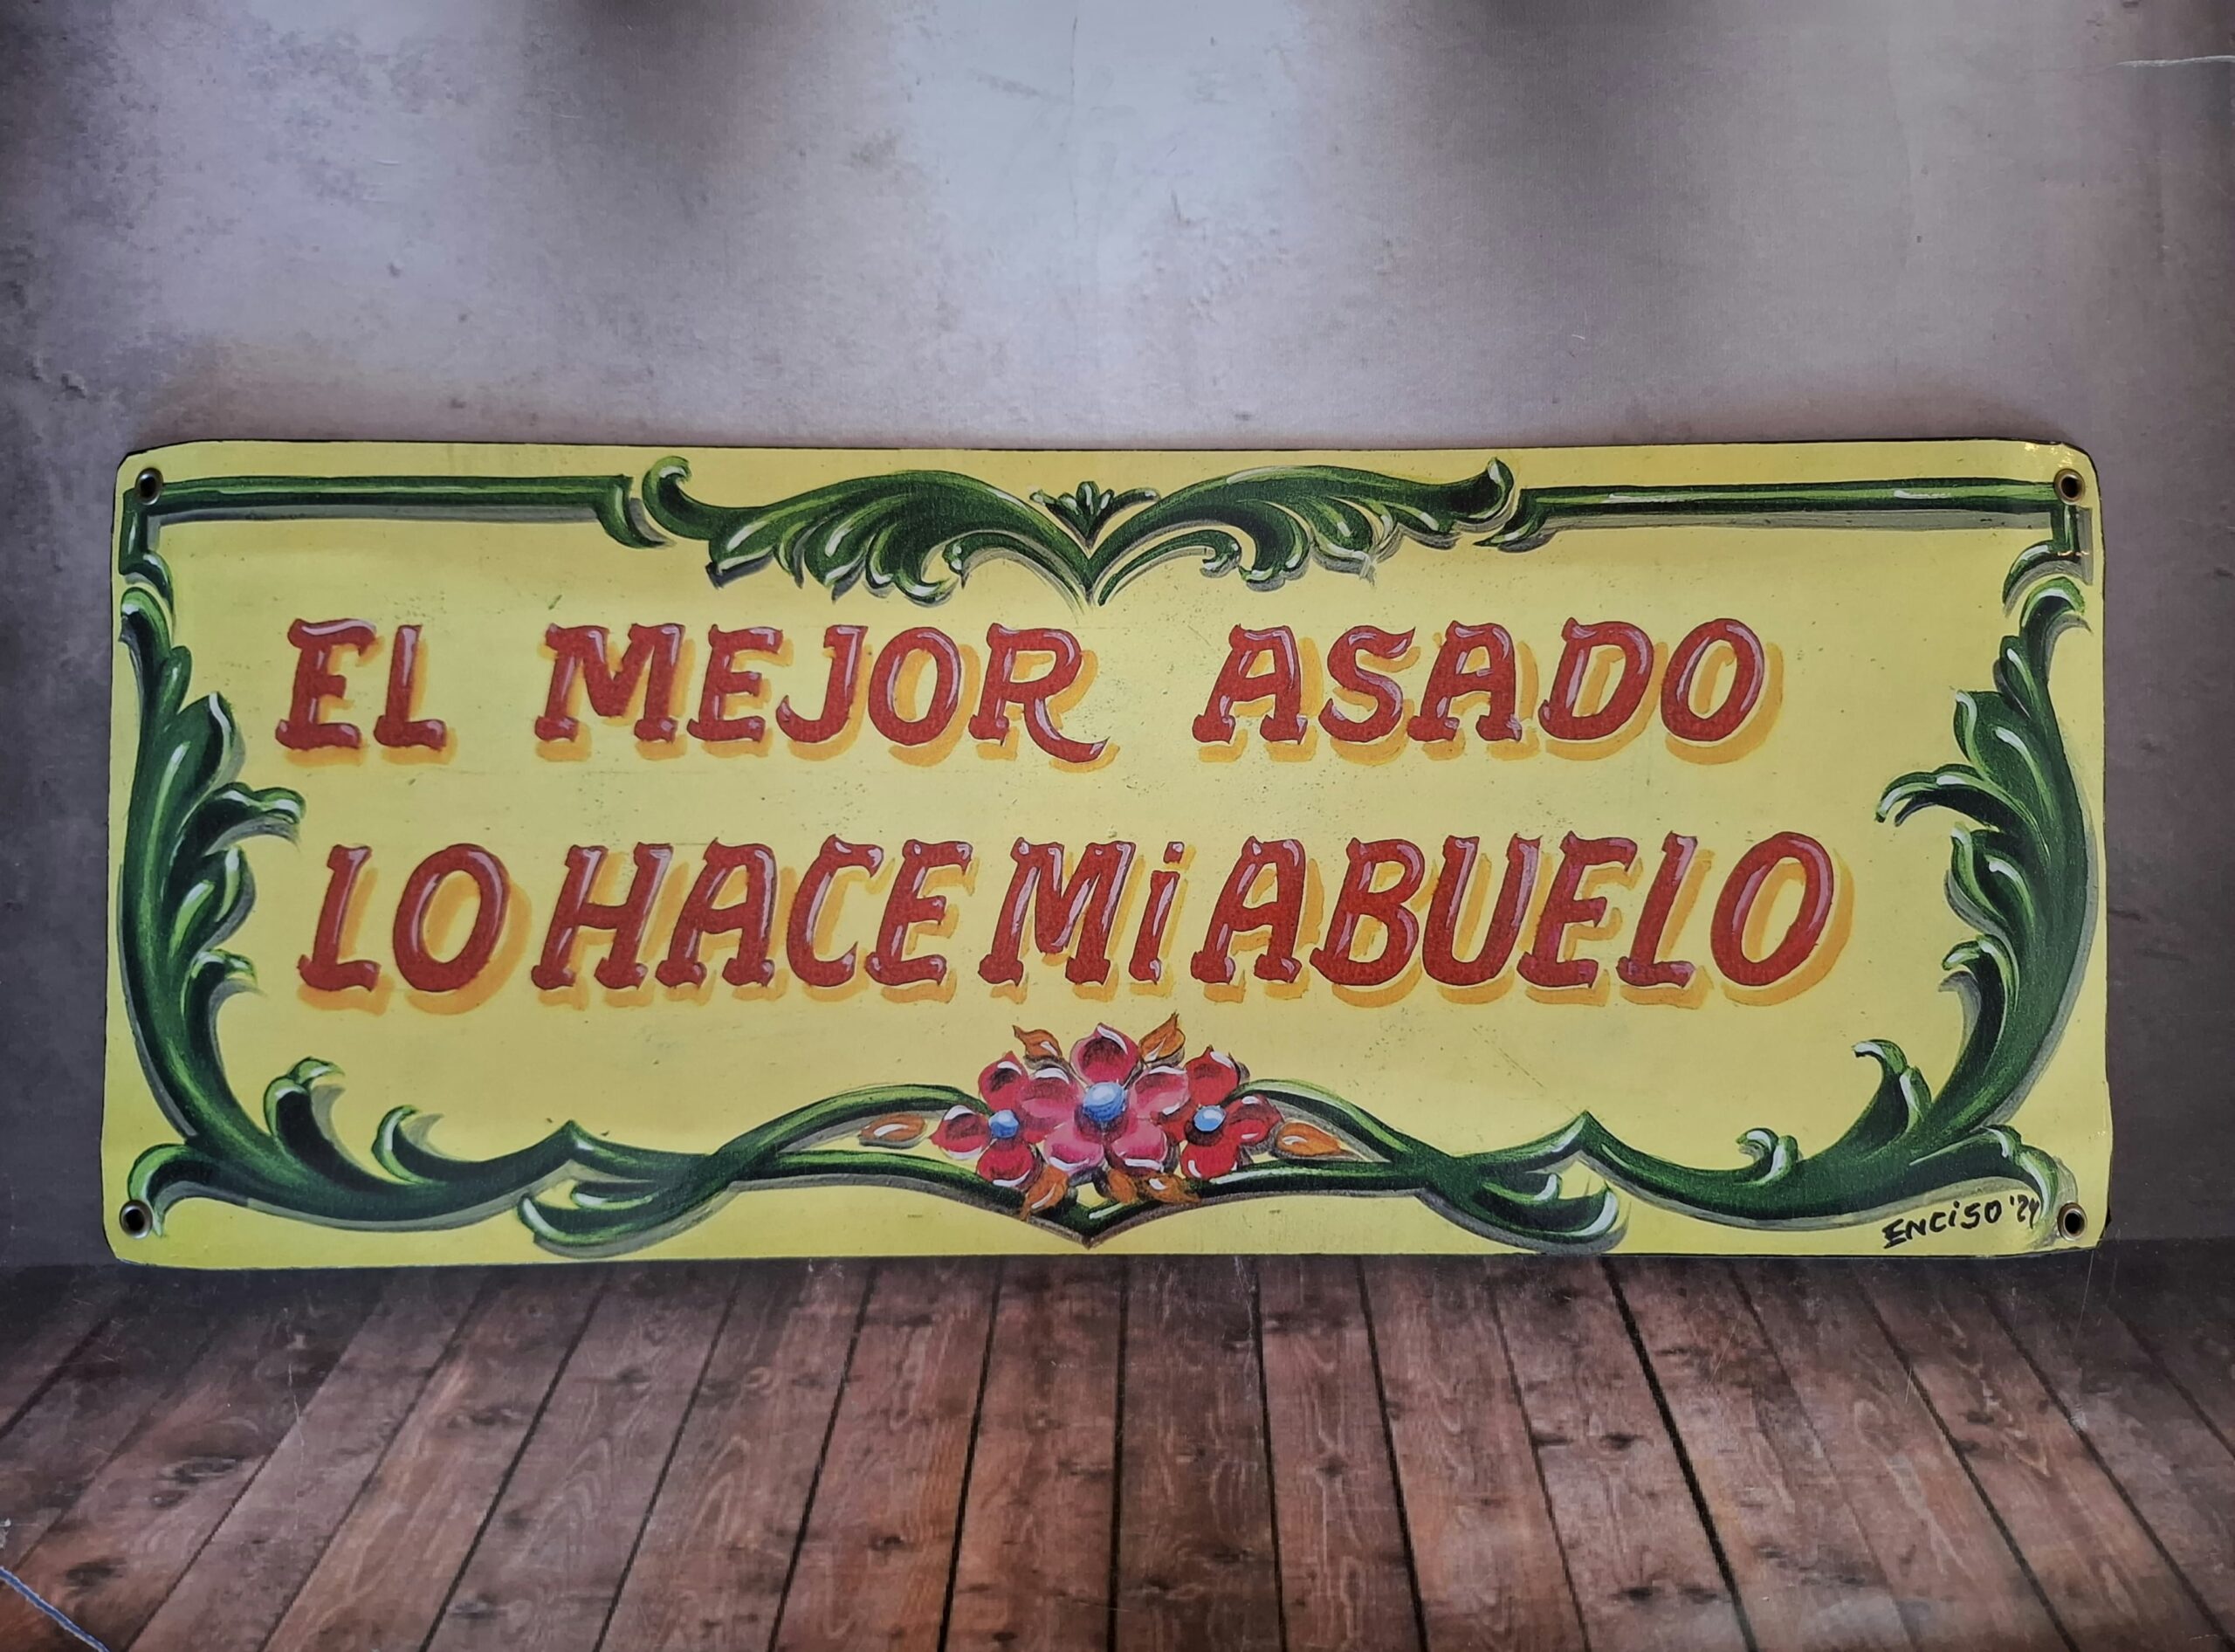 EL MEJOR ASADO
LO HACE Mi ABUELO
ENCiSO '24